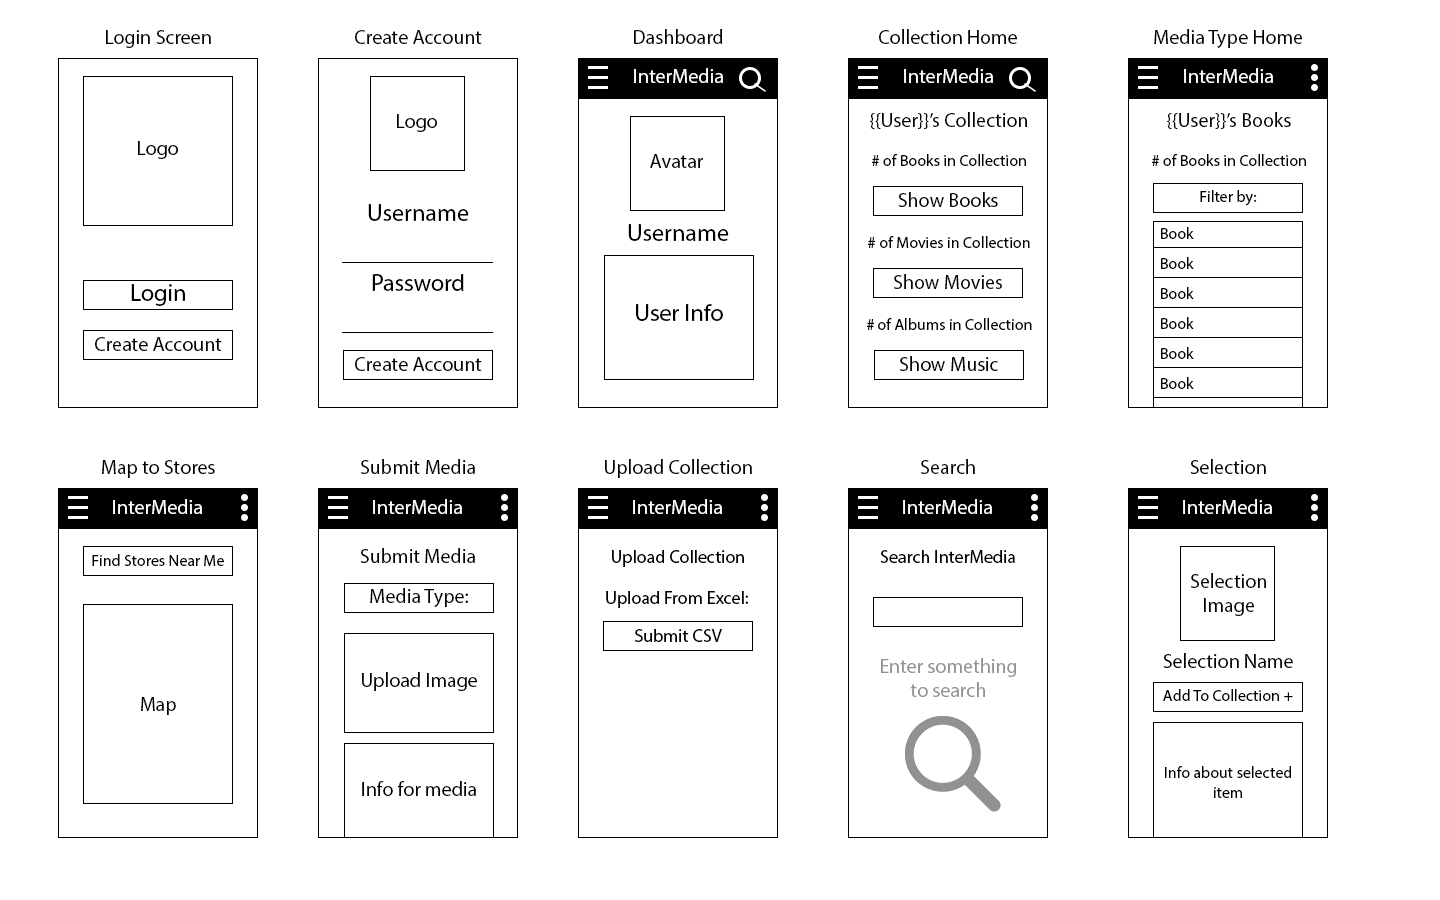 Login Screen
Logo
Login
Create Account
Create Account
Logo
Username
Password
Create Account
Dashboard
InterMedia
Avatar
Username
User Info
Collection Home
InterMedia
{{User}}’s Collection
# of Books in Collection
Show Books
# of Movies in Collection
Show Movies
# of Albums in Collection
Show Music
Media Type Home
InterMedia
{{User}}’s Books
# of Books in Collection
Filter by:
Book
Book
Book
Book
Book
Book
Map to Stores
InterMedia
Find Stores Near Me
Map
Submit Media
InterMedia
Submit Media
Media Type:
Upload Image
Info for media
Upload Collection
InterMedia
Upload Collection
Upload From Excel:
Submit CSV
Search
InterMedia
Search InterMedia
Enter something
to search
Selection
InterMedia
Selection
Image
Selection Name
Add To Collection +
Info about selected
item